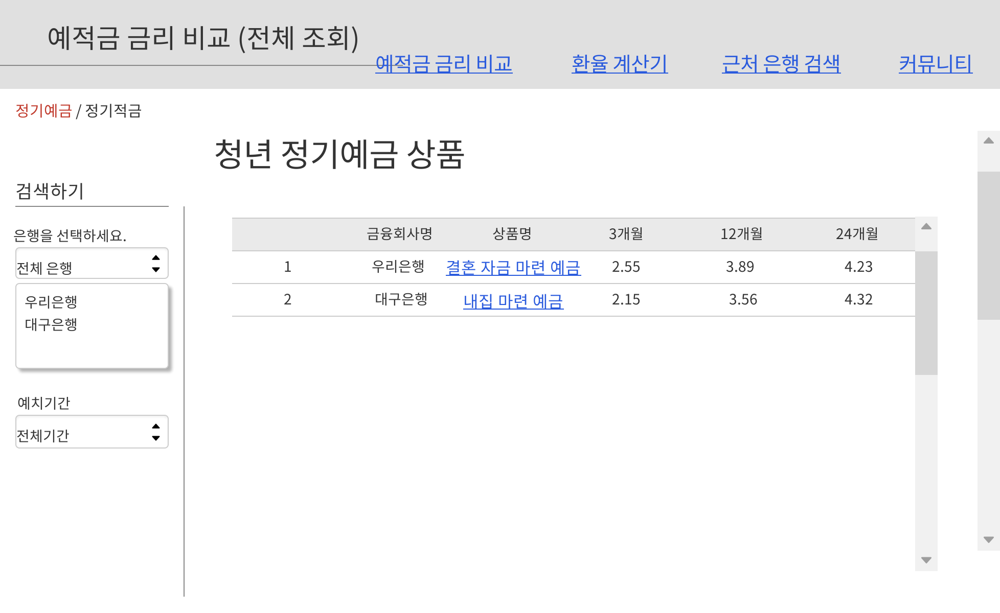 예적금 금리 비교 (전체 조회)
예적금 금리 비교 환율 계산기 근처 은행 검색 커뮤니티
정기예금 / 정기적금
청년 정기예금 상품
검색하기
은행을 선택하세요.
전체 은행
우리은행
대구은행
예치기간
전체기간
금융회사명 상품명 3개월 12개월 24개월
1 우리은행 결혼 자금 마련 예금 2.55 3.89 4.23
2 대구은행 내집 마련 예금 2.15 3.56 4.32